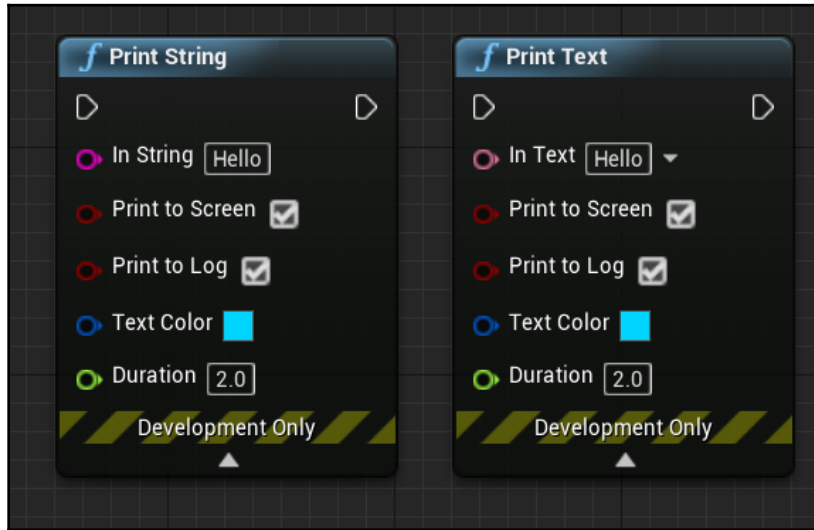 f Print String
In String Hello
Print to Screen
Print to Log
Text Color
Duration 2.0
Development Only
f Print Text
In Text Hello
Print to Screen
Print to Log
Text Color
Duration 2.0
Development Only